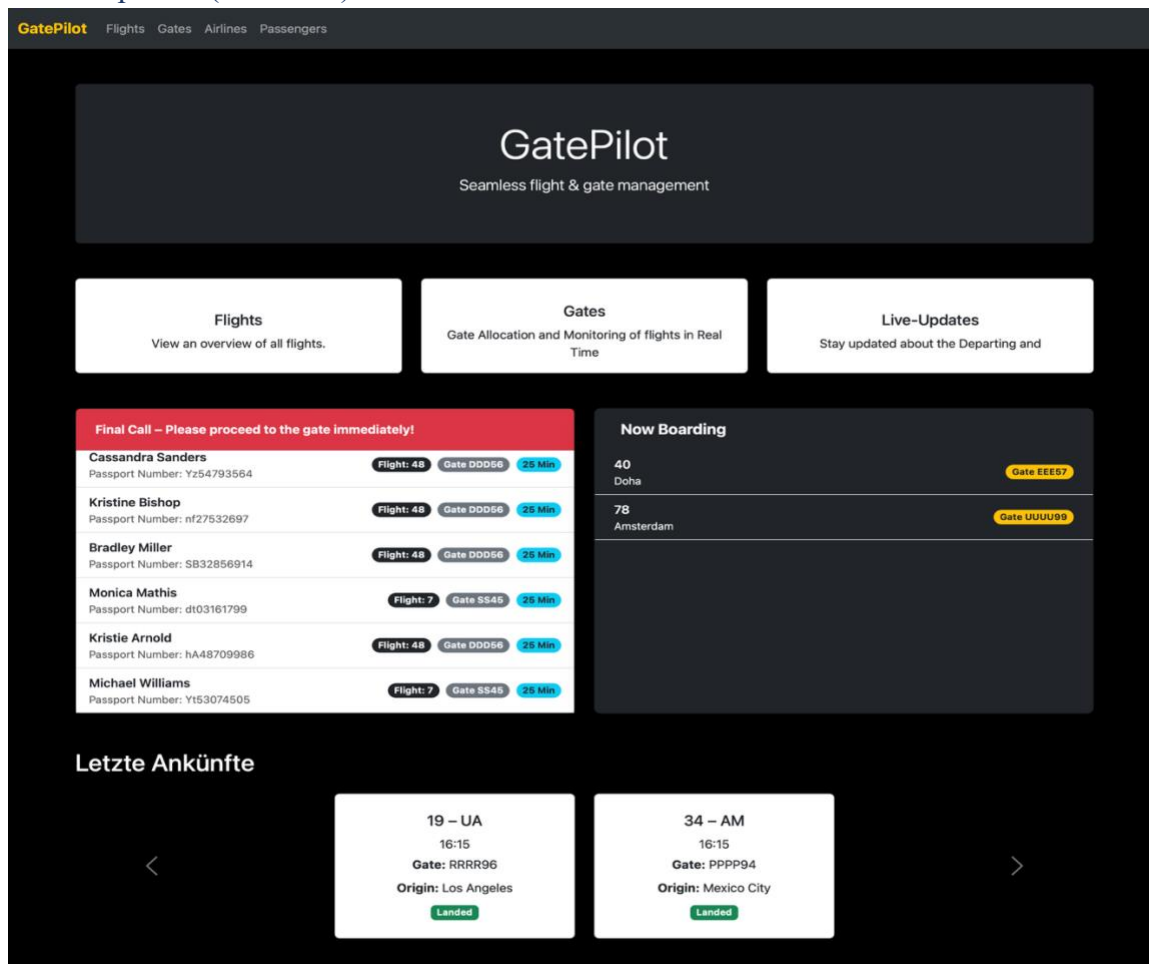 GatePilot Flights Gates Airlines Passengers
GatePilot
Seamless flight & gate management
Flights
View an overview of all flights.
Gates
Gate Allocation and Monitoring of flights in Real
Time
Live-Updates
Stay updated about the Departing and
Final Call – Please proceed to the gate immediately!
Cassandra Sanders
Passport Number: Yz54793564
Flight: 48 Gate DDD56 25 Min
Kristine Bishop
Passport Number: nf27532697
Flight: 48 Gate DDD56 25 Min
Bradley Miller
Passport Number: SB32856914
Flight: 48 Gate DDD56 25 Min
Monica Mathis
Passport Number: dt03161799
Flight: 7 Gate SS45 25 Min
Kristie Arnold
Passport Number: hA48709986
Flight: 48 Gate DDD56 25 Min
Michael Williams
Passport Number: Yt53074505
Flight: 7 Gate SS45 25 Min
Now Boarding
40
Doha
Gate EEE57
78
Amsterdam
Gate UUUU99
Letzte Ankünfte
19 – UA
16:15
Gate: RRRR96
Origin: Los Angeles
Landed
34 – AM
16:15
Gate: PPPP94
Origin: Mexico City
Landed